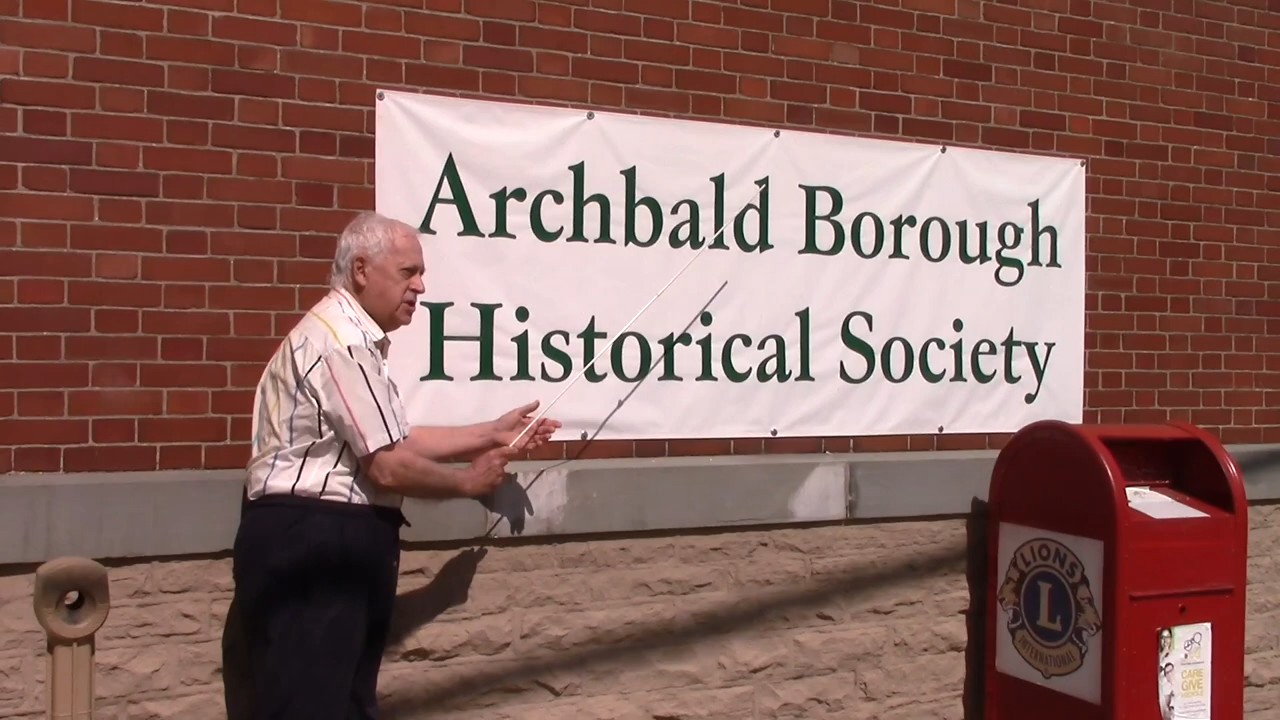 Archbald Borough
Historical Society
LIONS
L
INTERNATIONAL
CARE
GIVE